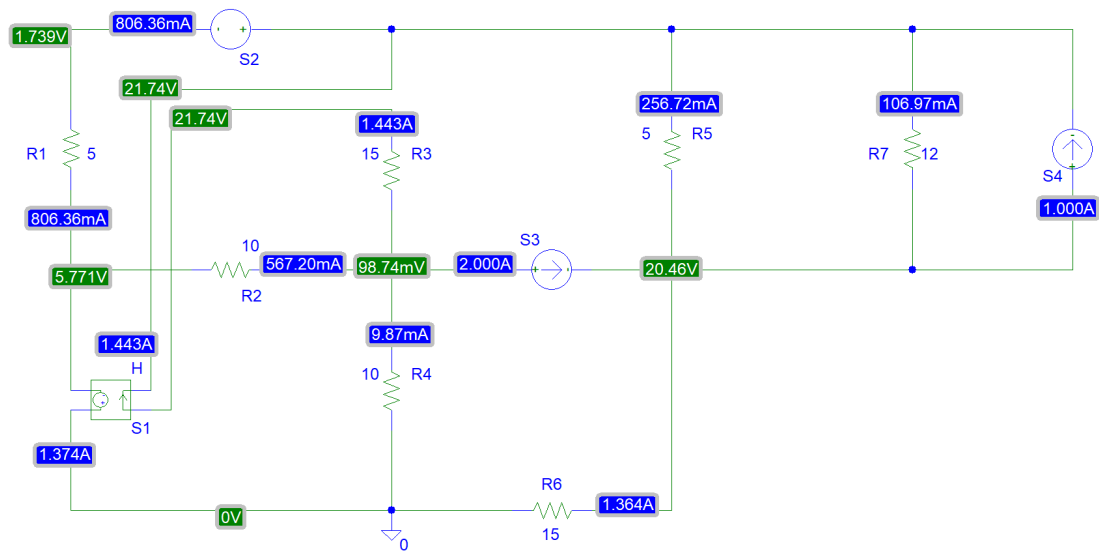 806.36mA
1.739V
- +
S2
21.74V
21.74V
256.72mA
106.97mA
1.443A
5
R5
R1
5
15
R3
R7
12
-
S4
+
806.36mA
1.000A
10
S3
5.771V
567.20mA
98.74mV
2.000A
+ -
20.46V
R2
9.87mA
1.443A
H
10
R4
-
+
S1
1.374A
R6
1.364A
0V
15
0